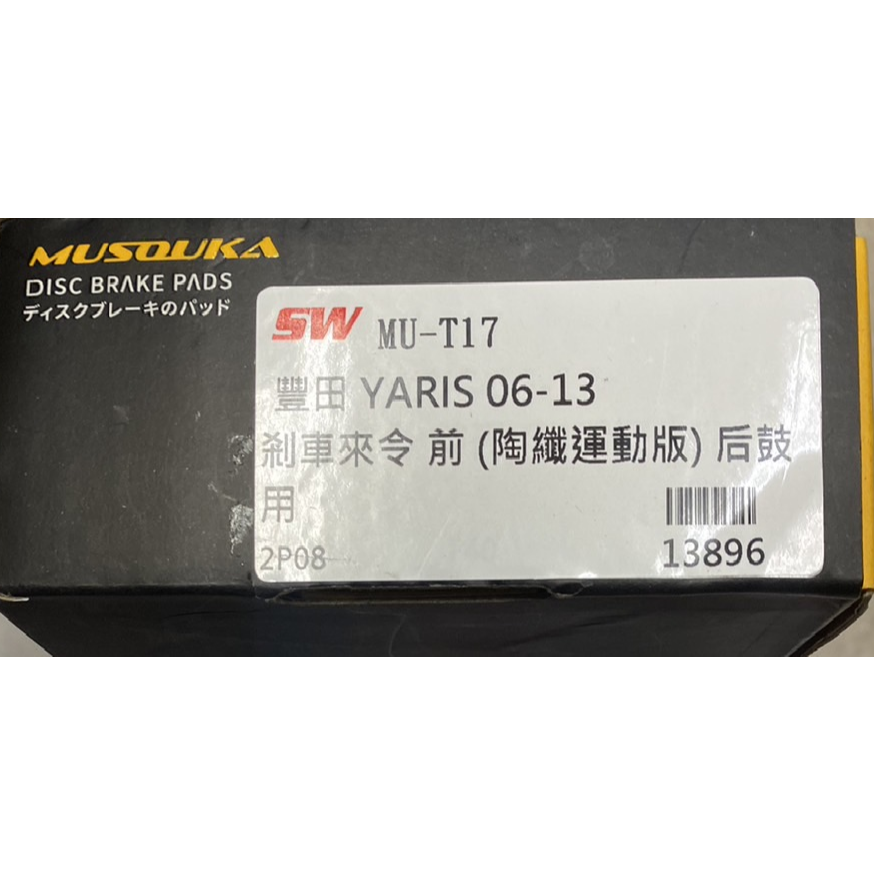 MUSOUKA
DISC BRAKE PADS
ディスクブレーキのパッド
SW MU-T17
豐田 YARIS 06-13
剎車來令 前 (陶纖運動版) 后鼓
用
2P08
13896